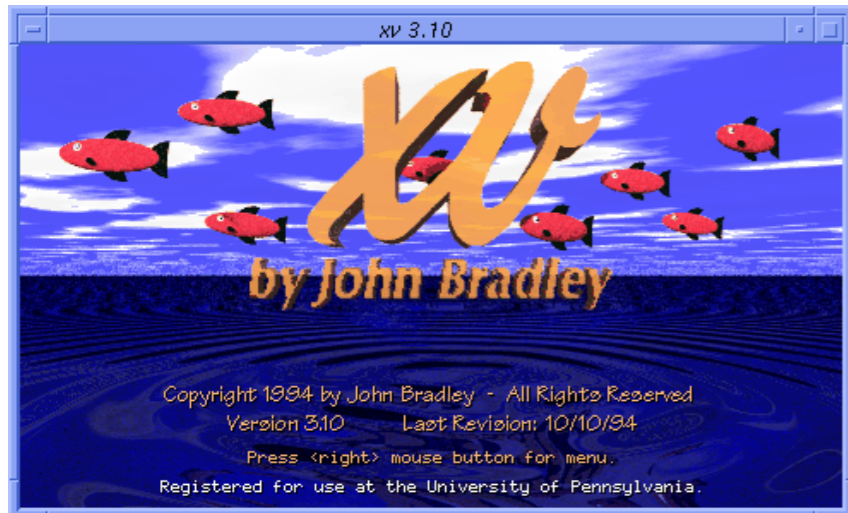 xv 3.10
xv
by John Bradley
Copyright 1994 by John Bradley - All Rights Reserved
Version 3.10 Last Revision: 10/10/94
Press <right> mouse button for menu.
Registered for use at the University of Pennsylvania.